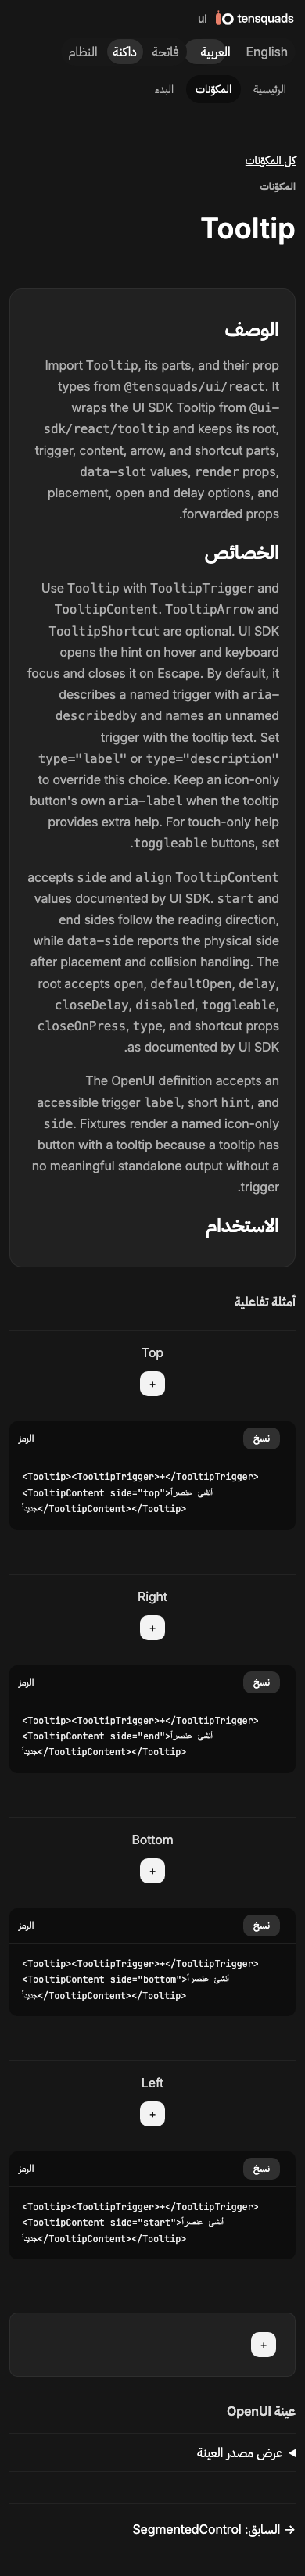 tensquads ui
English العربية فاتحة داكنة النظام
الرئيسية المكوّنات البدء
كل المكوّنات
المكوّنات
Tooltip
الوصف
Import Tooltip, its parts, and their prop
types from @tensquads/ui/react. It
wraps the UI SDK Tooltip from @ui-
sdk/react/tooltip and keeps its root,
trigger, content, arrow, and shortcut parts,
data-slot values, render props,
placement, open and delay options, and
forwarded props.
الخصائص
Use Tooltip with TooltipTrigger and
TooltipContent. TooltipArrow and
TooltipShortcut are optional. UI SDK
opens the hint on hover and keyboard
focus and closes it on Escape. By default, it
describes a named trigger with aria-
describedby and names an unnamed
trigger with the tooltip text. Set
type="label" or type="description"
to override this choice. Keep an icon-only
button's own aria-label when the tooltip
provides extra help. For touch-only help
buttons, set toggleable.
accepts side and align TooltipContent
values documented by UI SDK. start and
end sides follow the reading direction,
while data-side reports the physical side
after placement and collision handling. The
root accepts open, defaultOpen, delay,
closeDelay, disabled, toggleable,
closeOnPress, type, and shortcut props
as documented by UI SDK.
The OpenUI definition accepts an
accessible trigger label, short hint, and
side. Fixtures render a named icon-only
button with a tooltip because a tooltip has
no meaningful standalone output without a
trigger.
الاستخدام
أمثلة تفاعلية
Top
+
نسخ الرمز
<Tooltip><TooltipTrigger>+</TooltipTrigger>
<TooltipContent side="top">أنشئ عنصراً
جديداً</TooltipContent></Tooltip>
Right
+
نسخ الرمز
<Tooltip><TooltipTrigger>+</TooltipTrigger>
<TooltipContent side="end">أنشئ عنصراً
جديداً</TooltipContent></Tooltip>
Bottom
+
نسخ الرمز
<Tooltip><TooltipTrigger>+</TooltipTrigger>
<TooltipContent side="bottom">أنشئ عنصراً
جديداً</TooltipContent></Tooltip>
Left
+
نسخ الرمز
<Tooltip><TooltipTrigger>+</TooltipTrigger>
<TooltipContent side="start">أنشئ عنصراً
جديداً</TooltipContent></Tooltip>
+
عينة OpenUI
◀ عرض مصدر العينة
→ السابق: SegmentedControl